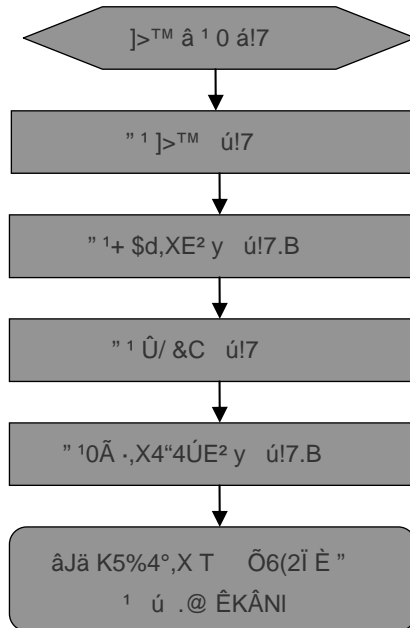 ]>™ â ¹ 0 á!7
” ¹ ]>™ ú!7
” ¹+ $d,XE² y ú!7.B
” ¹ Û/ &C ú!7
” ¹0Ã ·,X4“4ÚE² y ú!7.B
âJä K5%4°,X T Õ6(2Ï È ”
¹ ú .@ ÊKÂNI